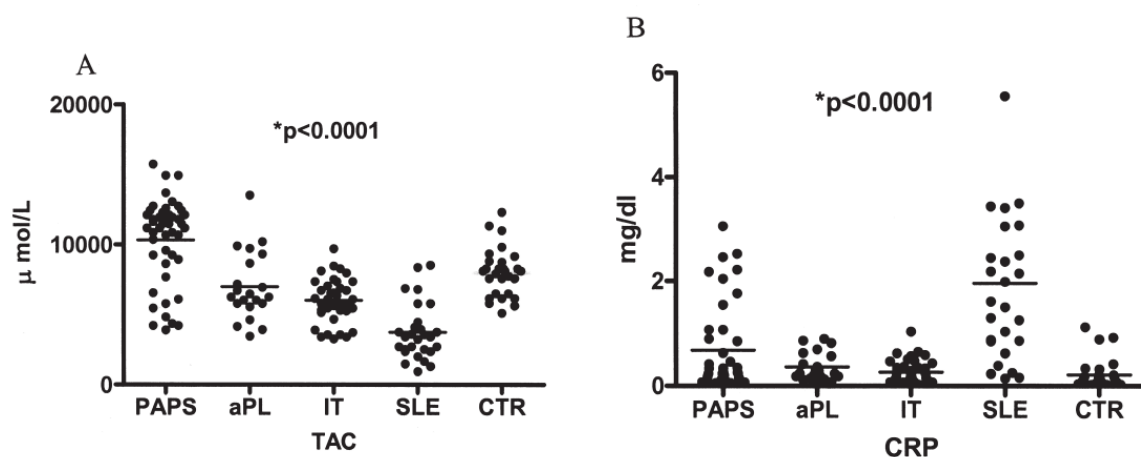 A
20000
*p<0.0001
10000
0
μ mol/L
PAPS aPL IT SLE CTR
TAC
B
6
*p<0.0001
4
2
0
mg/dl
PAPS aPL IT SLE CTR
CRP